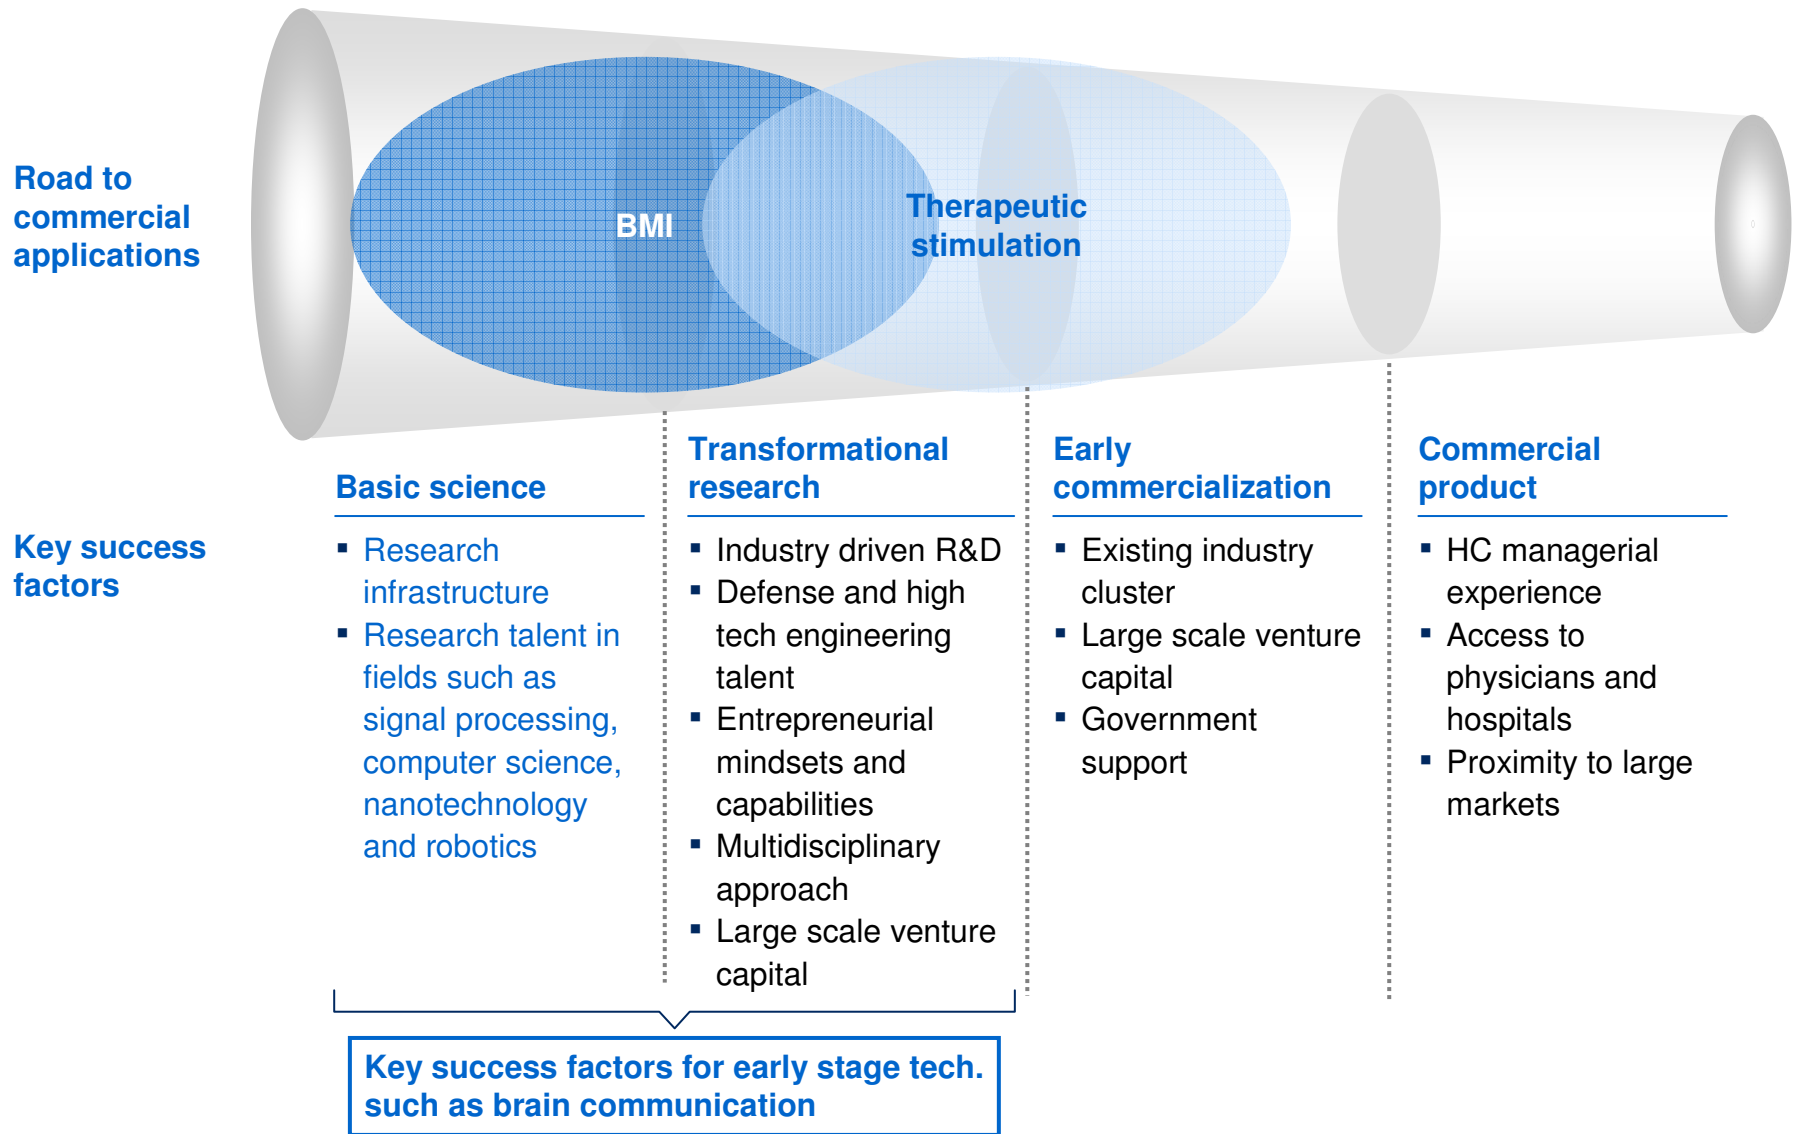 Road to
commercial
applications
BMI
Therapeutic
stimulation
Key success
factors
Basic science
▪ Research
infrastructure
▪ Research talent in
fields such as
signal processing,
computer science,
nanotechnology
and robotics
Transformational
research
▪ Industry driven R&D
▪ Defense and high
tech engineering
talent
▪ Entrepreneurial
mindsets and
capabilities
▪ Multidisciplinary
approach
▪ Large scale venture
capital
Early
commercialization
▪ Existing industry
cluster
▪ Large scale venture
capital
▪ Government
support
Commercial
product
▪ HC managerial
experience
▪ Access to
physicians and
hospitals
▪ Proximity to large
markets
Key success factors for early stage tech.
such as brain communication